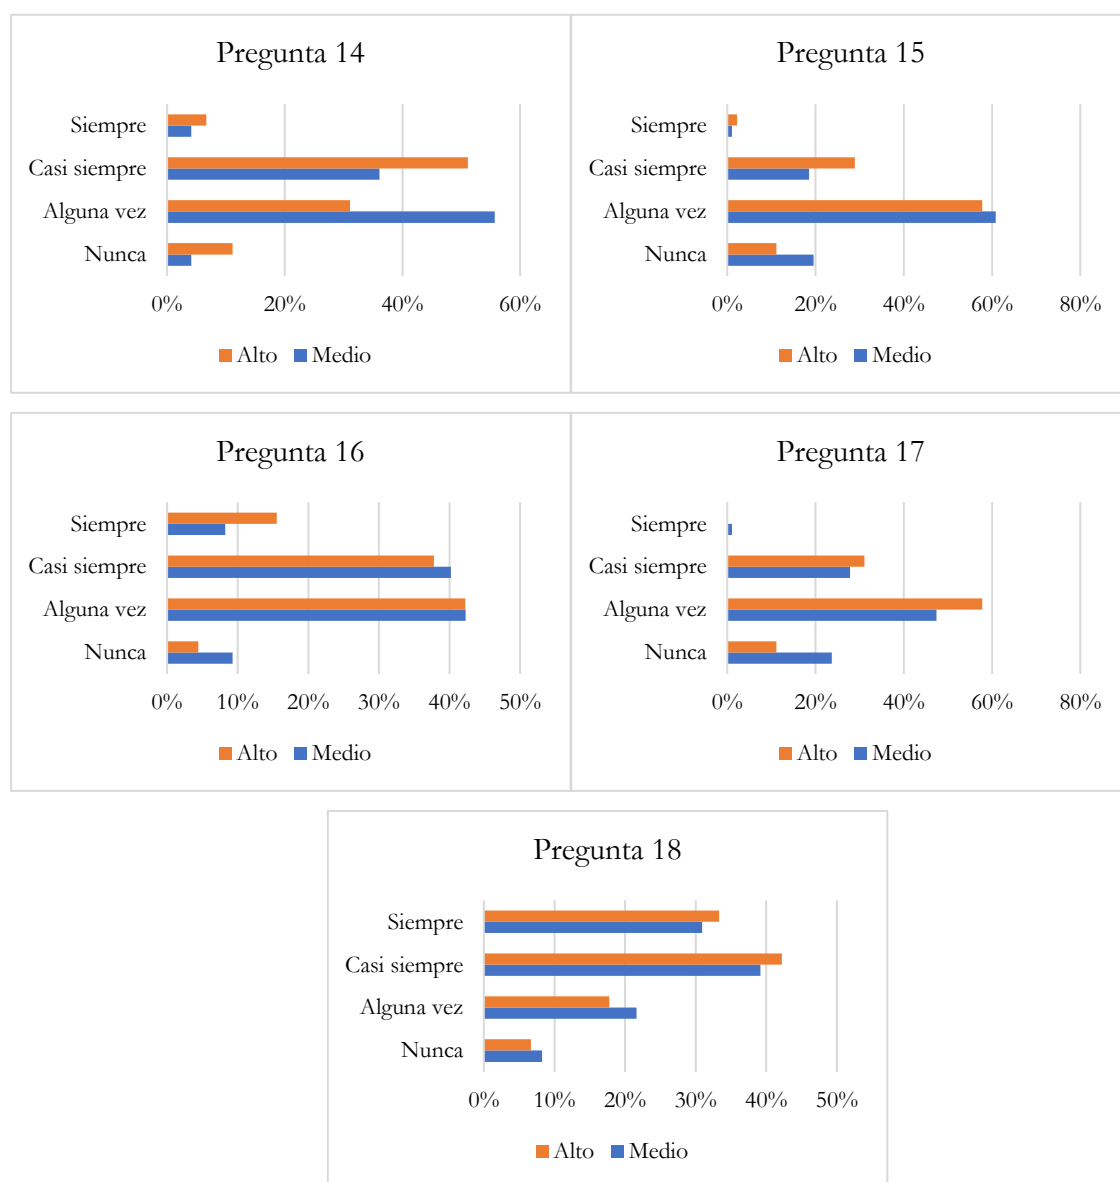 Pregunta 14
Siempre
Casi siempre
Alguna vez
Nunca
0% 20% 40% 60%
Alto Medio
Pregunta 15
Siempre
Casi siempre
Alguna vez
Nunca
0% 20% 40% 60% 80%
Alto Medio
Pregunta 16
Siempre
Casi siempre
Alguna vez
Nunca
0% 10% 20% 30% 40% 50%
Alto Medio
Pregunta 17
Siempre
Casi siempre
Alguna vez
Nunca
0% 20% 40% 60% 80%
Alto Medio
Pregunta 18
Siempre
Casi siempre
Alguna vez
Nunca
0% 10% 20% 30% 40% 50%
Alto Medio